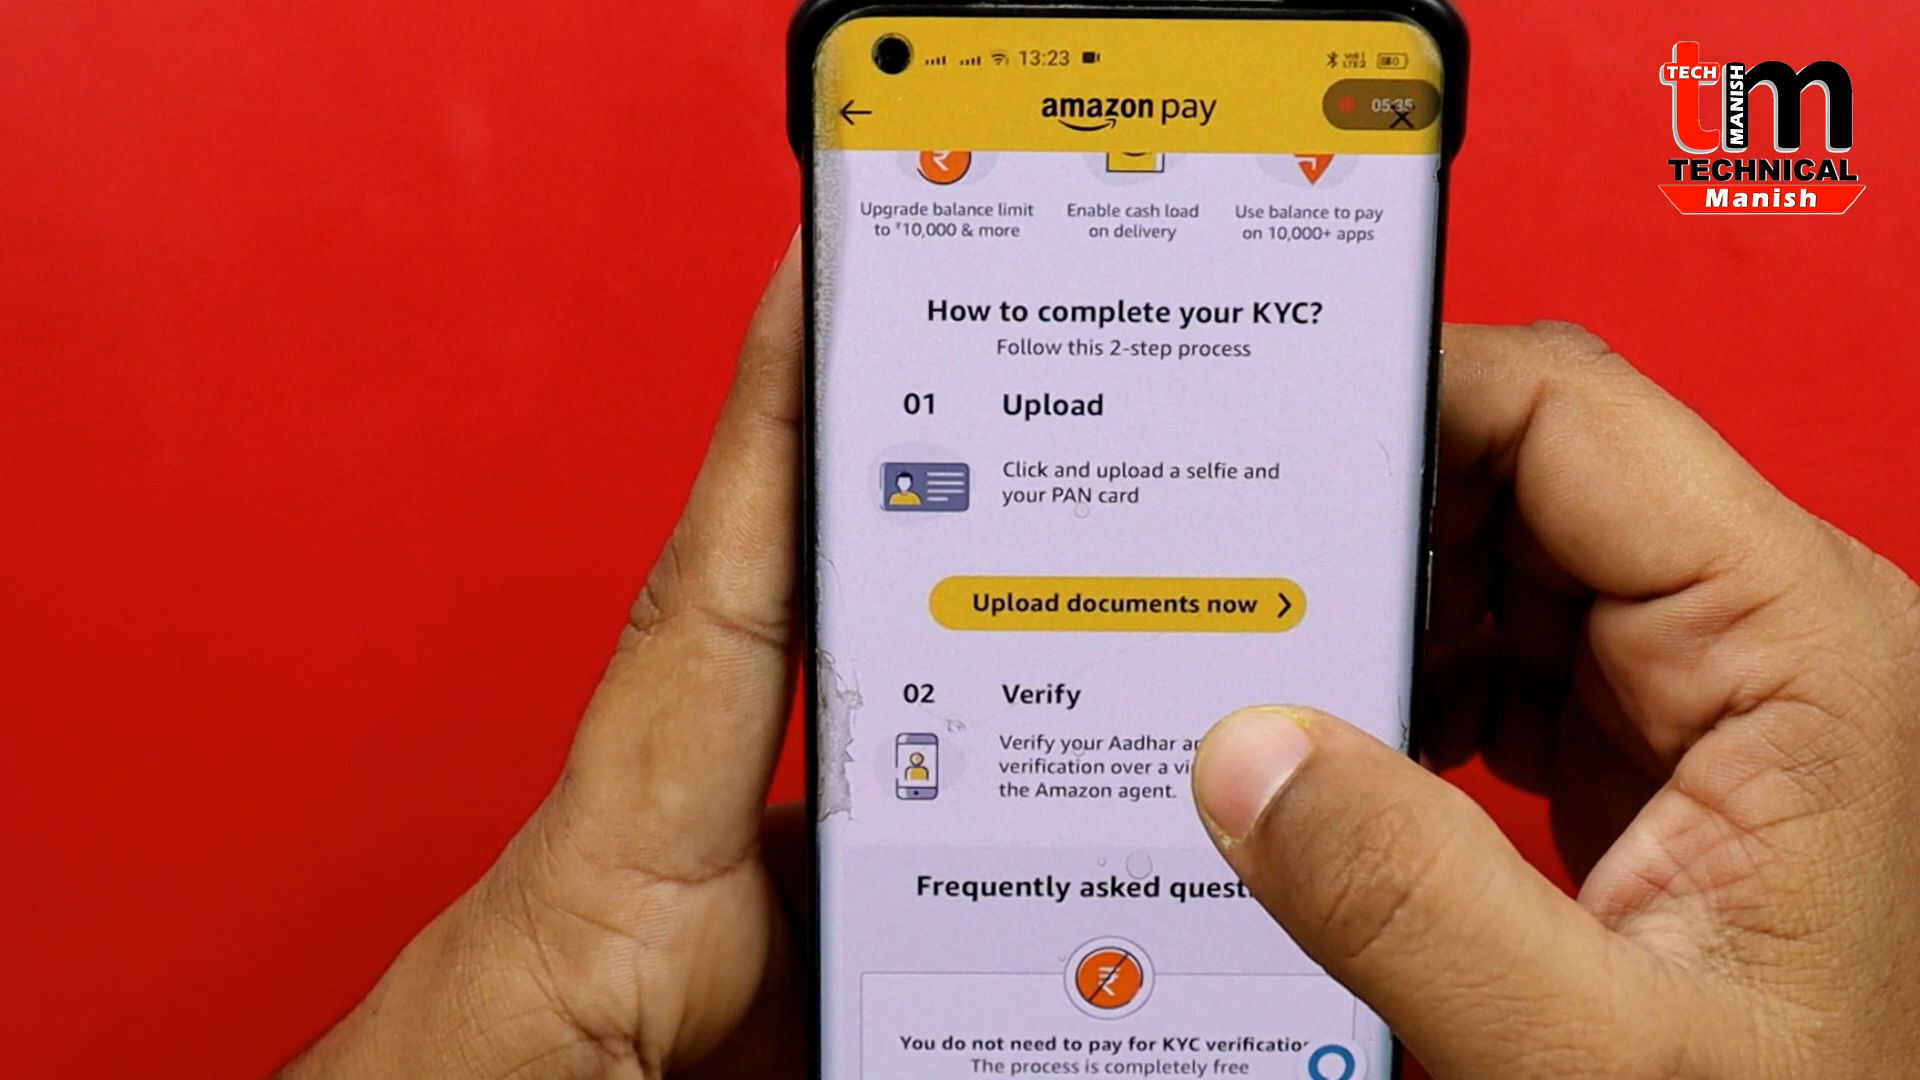 13:23
VoI
LTE2
amazon pay
05:35
TECH
MANISH
tm
TECHNICAL
Manish
Upgrade balance limit
to ₹10,000 & more
Enable cash load
on delivery
Use balance to pay
on 10,000+ apps
How to complete your KYC?
Follow this 2-step process
01 Upload
Click and upload a selfie and
your PAN card
Upload documents now
02 Verify
Verify your Aadhar
verification over a
the Amazon agent.
Frequently asked
You do not need to pay for KYC
The process is completely free